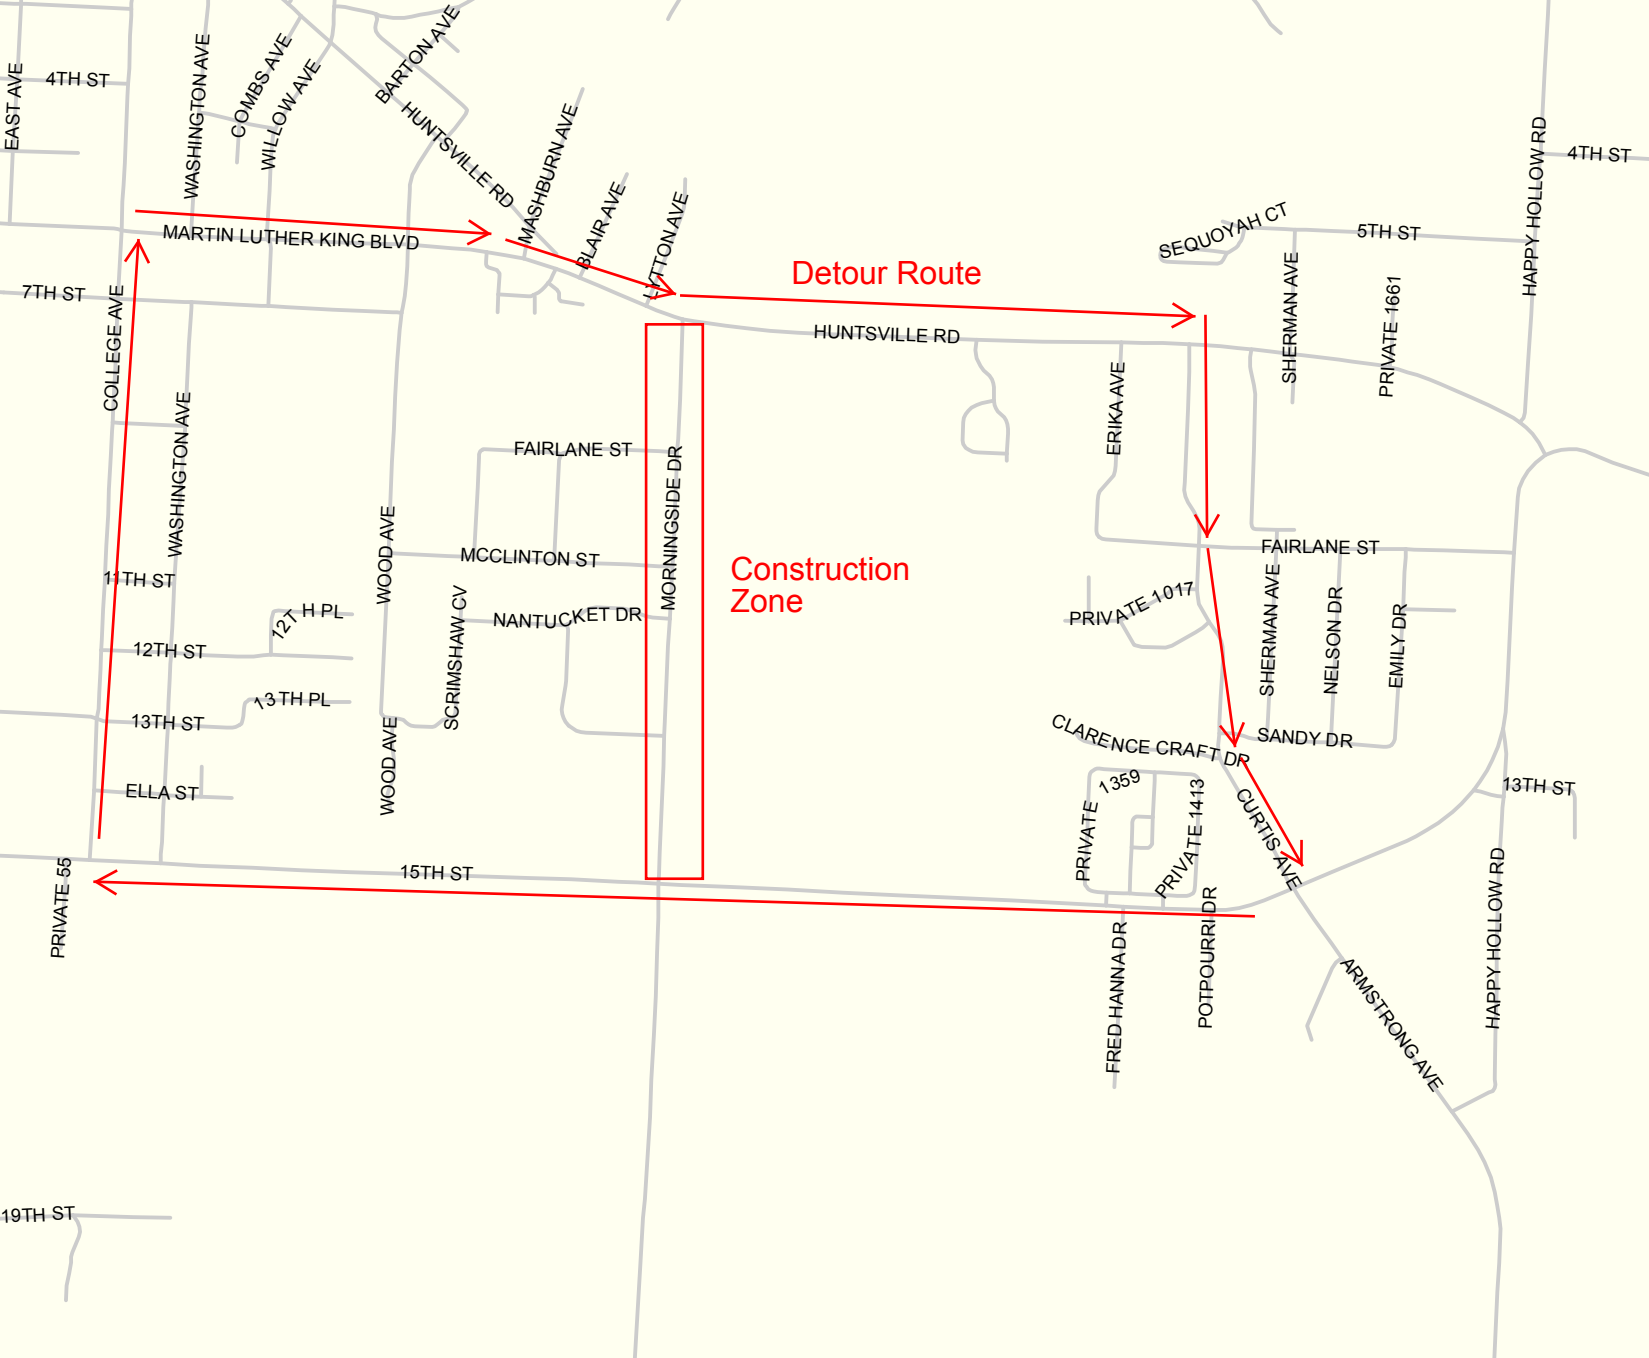 EAST AVE
4TH ST
WASHINGTON AVE
COMBS AVE
WILLOW AVE
BARTON AVE
HUNTSVILLE RD
MASHBURN AVE
BLAIR AVE
LYTTON AVE
HAPPY HOLLOW RD
4TH ST
SEQUOYAH CT
5TH ST
MARTIN LUTHER KING BLVD
Detour Route
7TH ST
COLLEGE AVE
HUNTSVILLE RD
SHERMAN AVE
PRIVATE 1661
ERIKA AVE
WASHINGTON AVE
FAIRLANE ST
MORNINGSIDE DR
WOOD AVE
MCCLINTON ST
Construction
Zone
FAIRLANE ST
11TH ST
SCRIMSHAW CV
NANTUCKET DR
PRIVATE 1017
SHERMAN AVE
NELSON DR
EMILY DR
12TH PL
12TH ST
13TH PL
13TH ST
WOOD AVE
CLARENCE CRAFT DR
SANDY DR
ELLA ST
PRIVATE 1359
PRIVATE 1413
CURTIS AVE
13TH ST
15TH ST
PRIVATE 55
FRED HANNA DR
POTPOURRI DR
ARMSTRONG AVE
HAPPY HOLLOW RD
19TH ST